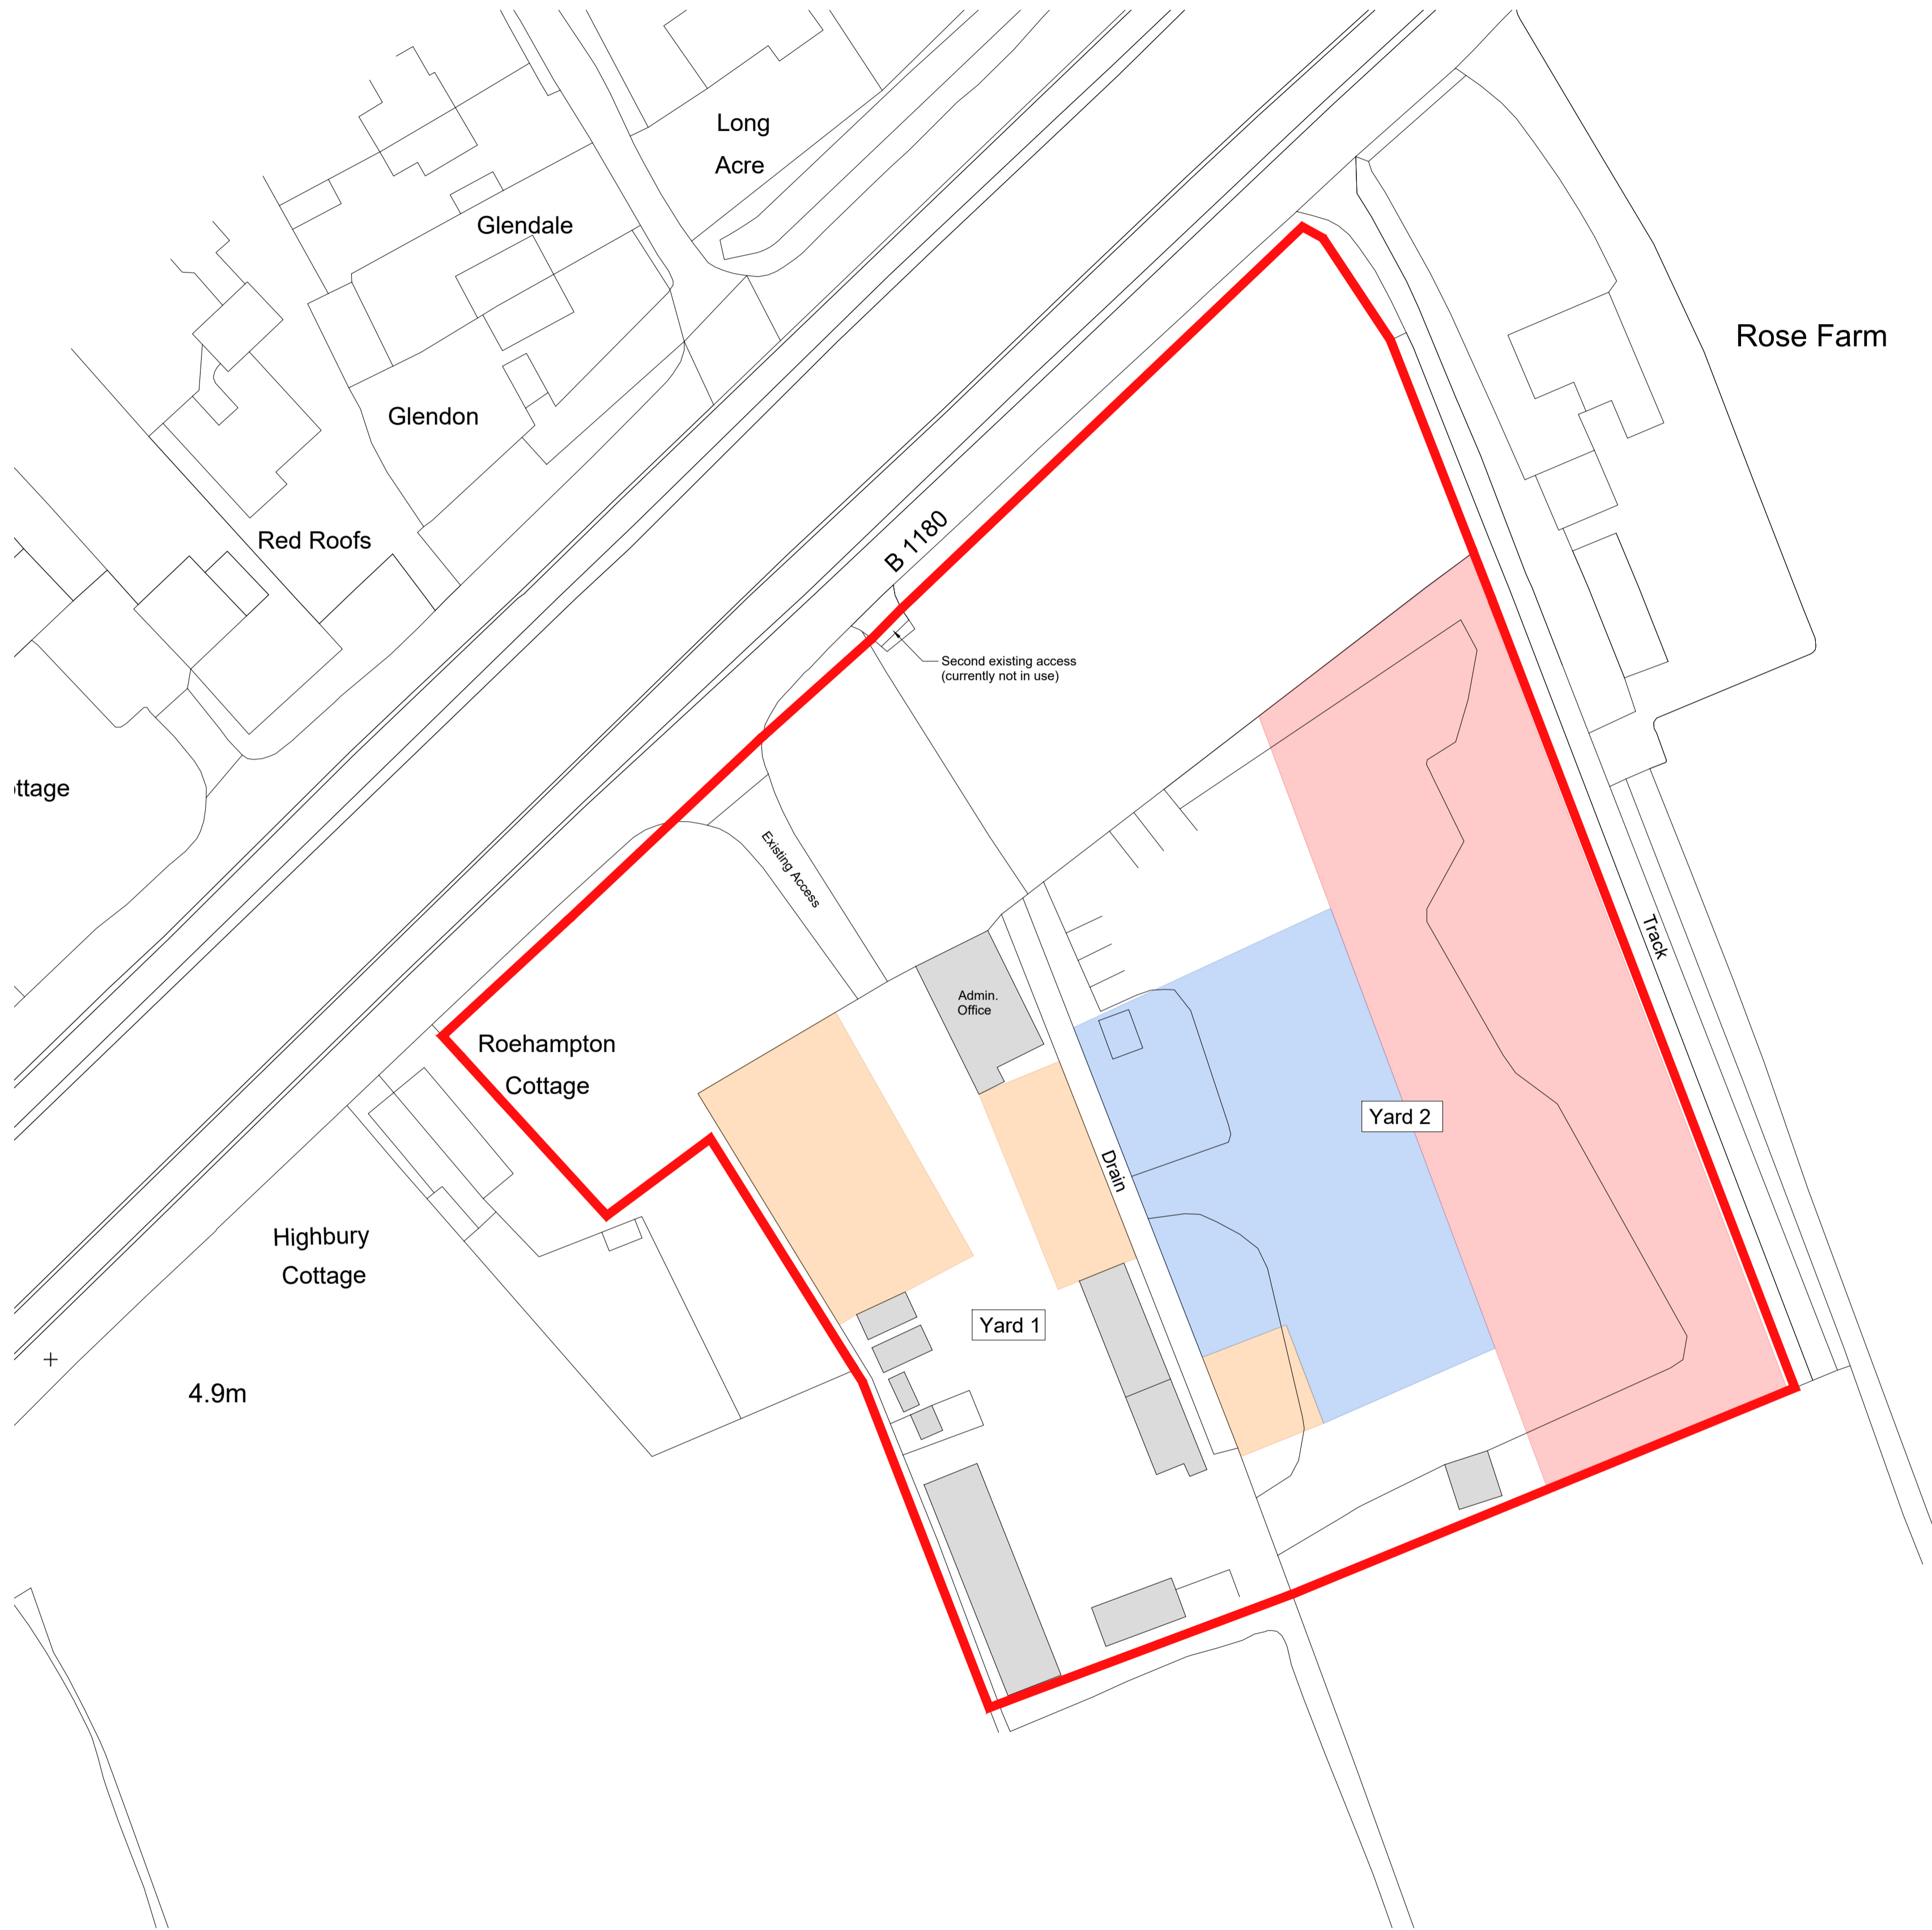 Long
Acre
Glendale
Rose Farm
Glendon
B 1180
Red Roofs
Second existing access
(currently not in use)
ttage
Existing Access
Track
Admin.
Office
Roehampton
Cottage
Yard 2
Drain
Highbury
Cottage
Yard 1
4.9m